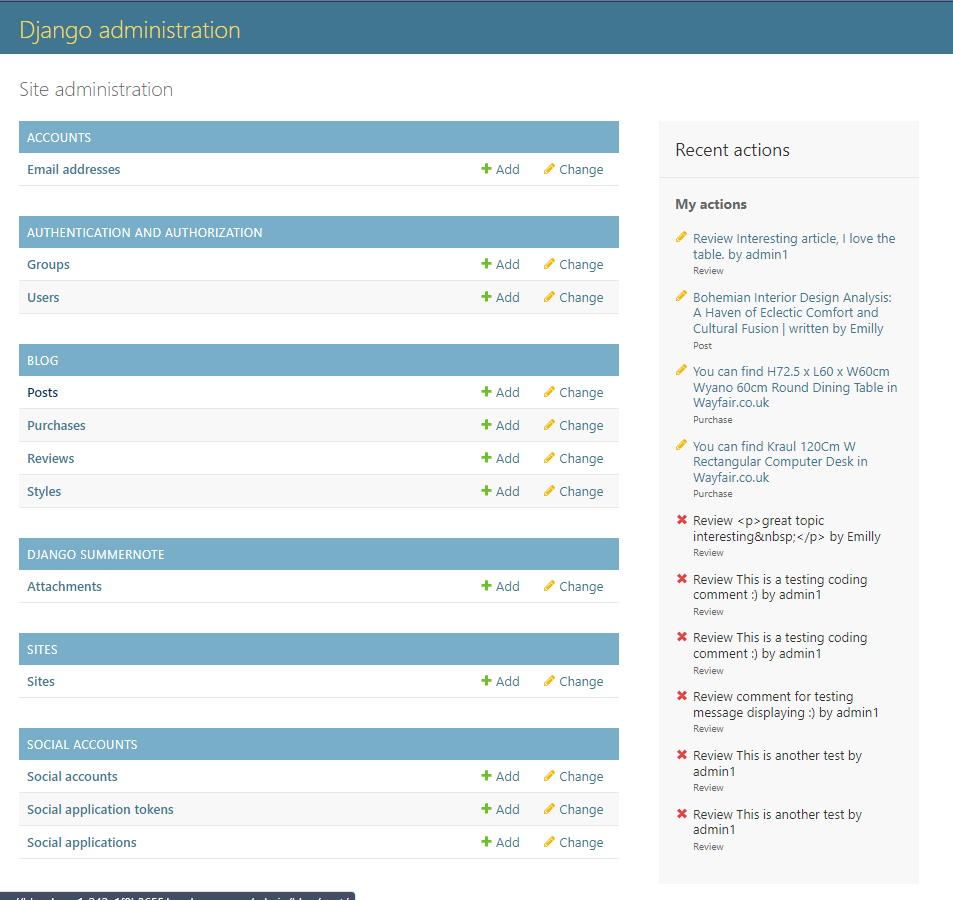 Django administration
Site administration
ACCOUNTS
Email addresses Add Change
AUTHENTICATION AND AUTHORIZATION
Groups Add Change
Users Add Change
BLOG
Posts Add Change
Purchases Add Change
Reviews Add Change
Styles Add Change
DJANGO SUMMERNOTE
Attachments Add Change
SITES
Sites Add Change
SOCIAL ACCOUNTS
Social accounts Add Change
Social application tokens Add Change
Social applications Add Change
Recent actions
My actions
Review Interesting article, I love the
table. by admin1
Review
Bohemian Interior Design Analysis:
A Haven of Eclectic Comfort and
Cultural Fusion | written by Emilly
Post
You can find H72.5 x L60 x W60cm
Wyano 60cm Round Dining Table in
Wayfair.co.uk
Purchase
You can find Kraul 120Cm W
Rectangular Computer Desk in
Wayfair.co.uk
Purchase
Review <p>great topic
interesting&nbsp;</p> by Emilly
Review
Review This is a testing coding
comment :) by admin1
Review
Review This is a testing coding
comment :) by admin1
Review
Review comment for testing
message displaying :) by admin1
Review
Review This is another test by
admin1
Review
Review This is another test by
admin1
Review